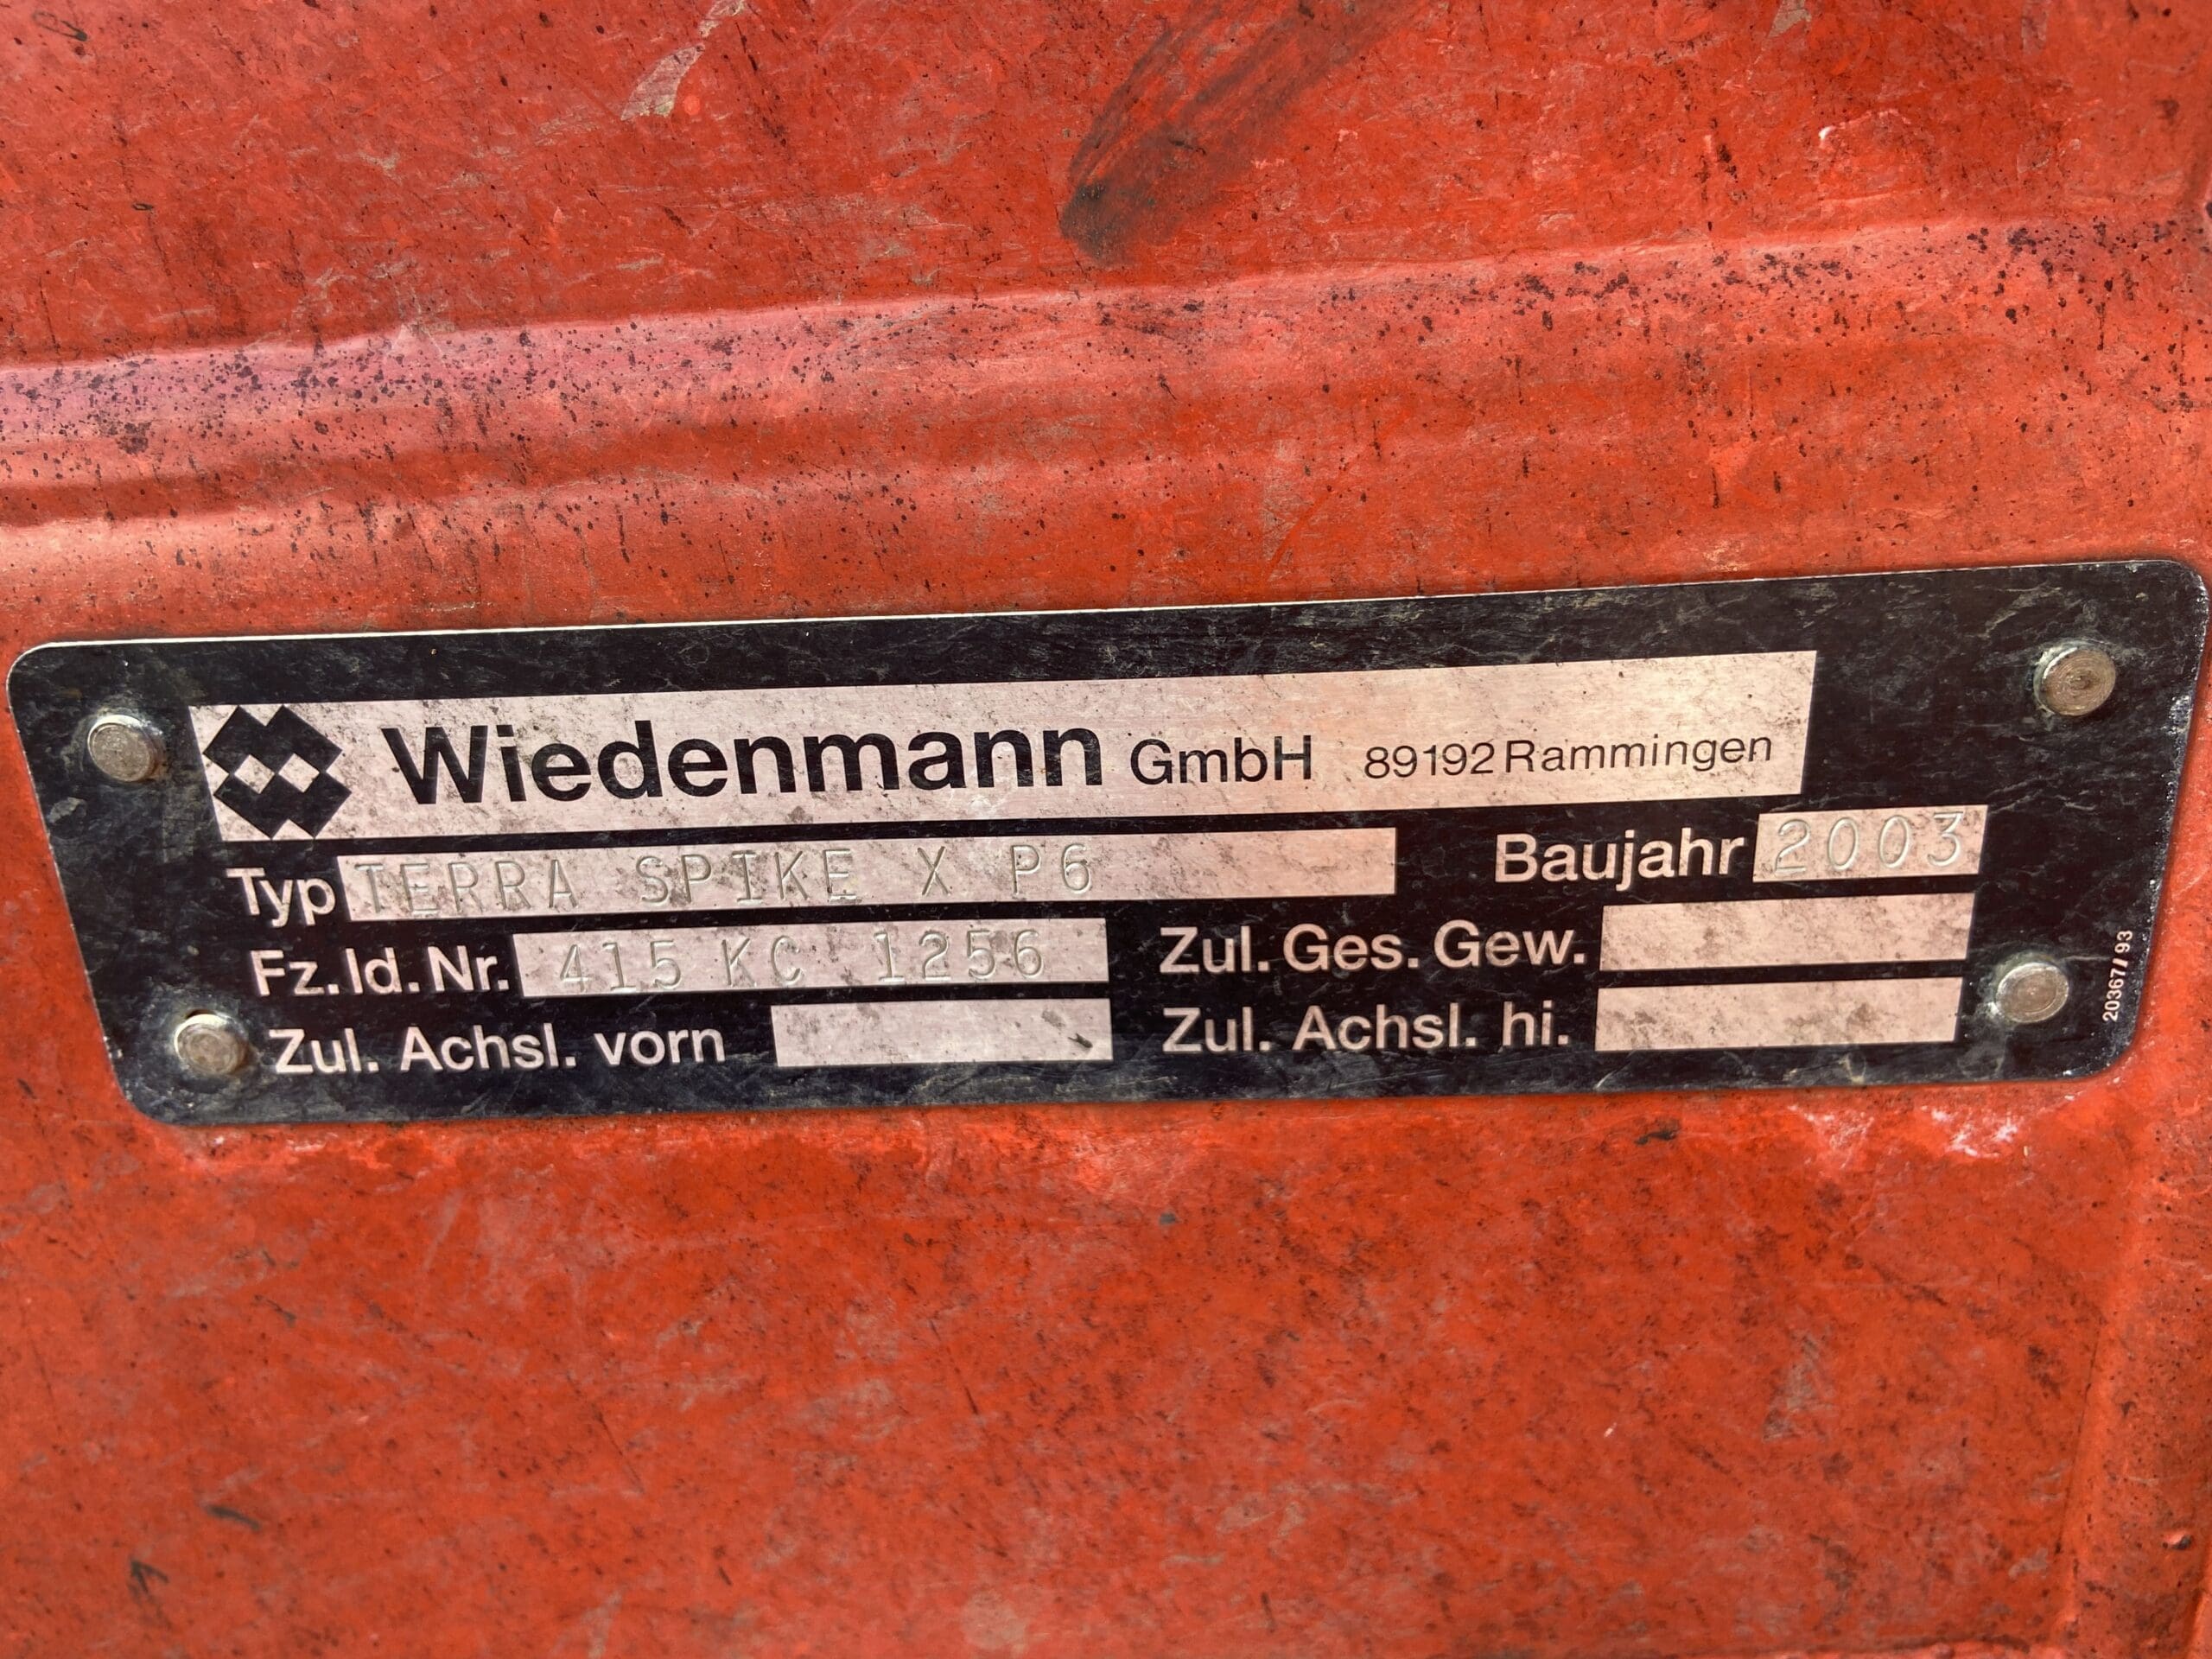 Wiedenmann GmbH 89192 Rammingen
Typ TERRA SPIKE X P6 Baujahr 2003
Fz.Id.Nr. 415 KC 1256 Zul. Ges. Gew.
Zul. Achsl. vorn Zul. Achsl. hi.
20367/93